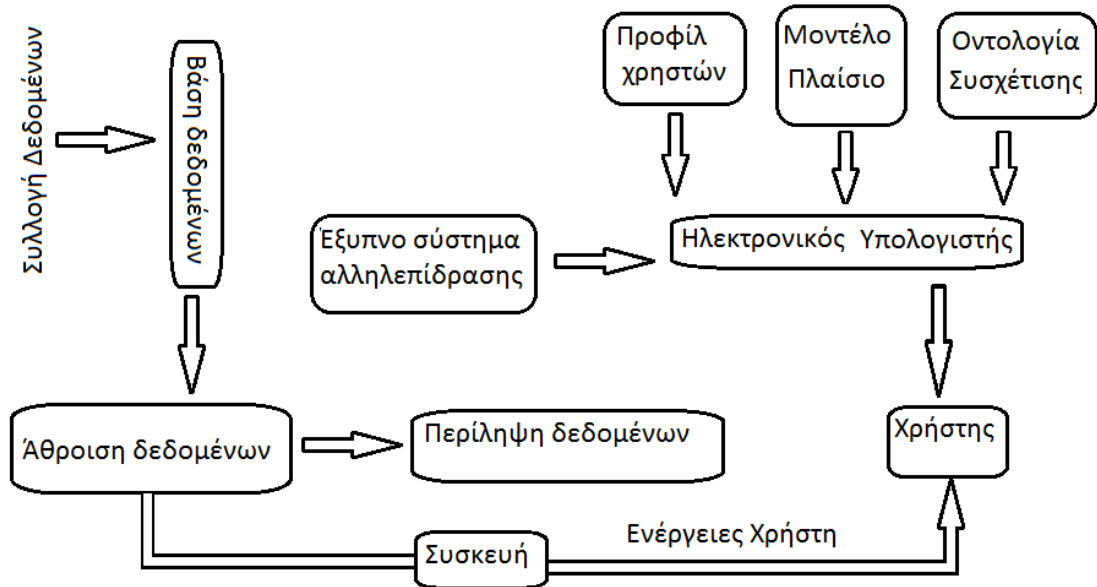 Συλλογή Δεδομένων
Βάση δεδομένων
Προφίλ
χρηστών
Μοντέλο
Πλαίσιο
Οντολογία
Συσχέτισης
Έξυπνο σύστημα
αλληλεπίδρασης
Ηλεκτρονικός Υπολογιστής
Άθροιση δεδομένων
Περίληψη δεδομένων
Χρήστης
Συσκευή
Ενέργειες Χρήστη